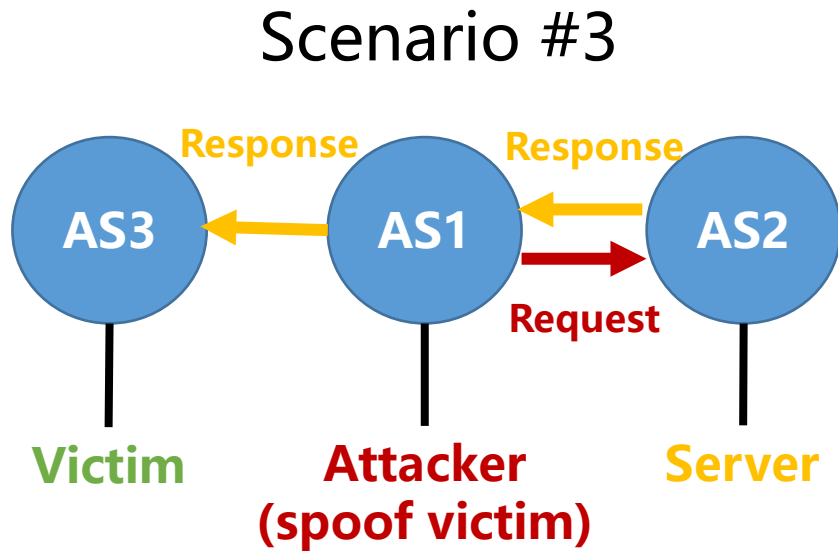 Scenario #3
Response
Response
AS3
AS1
AS2
Request
Victim
Attacker
(spoof victim)
Server